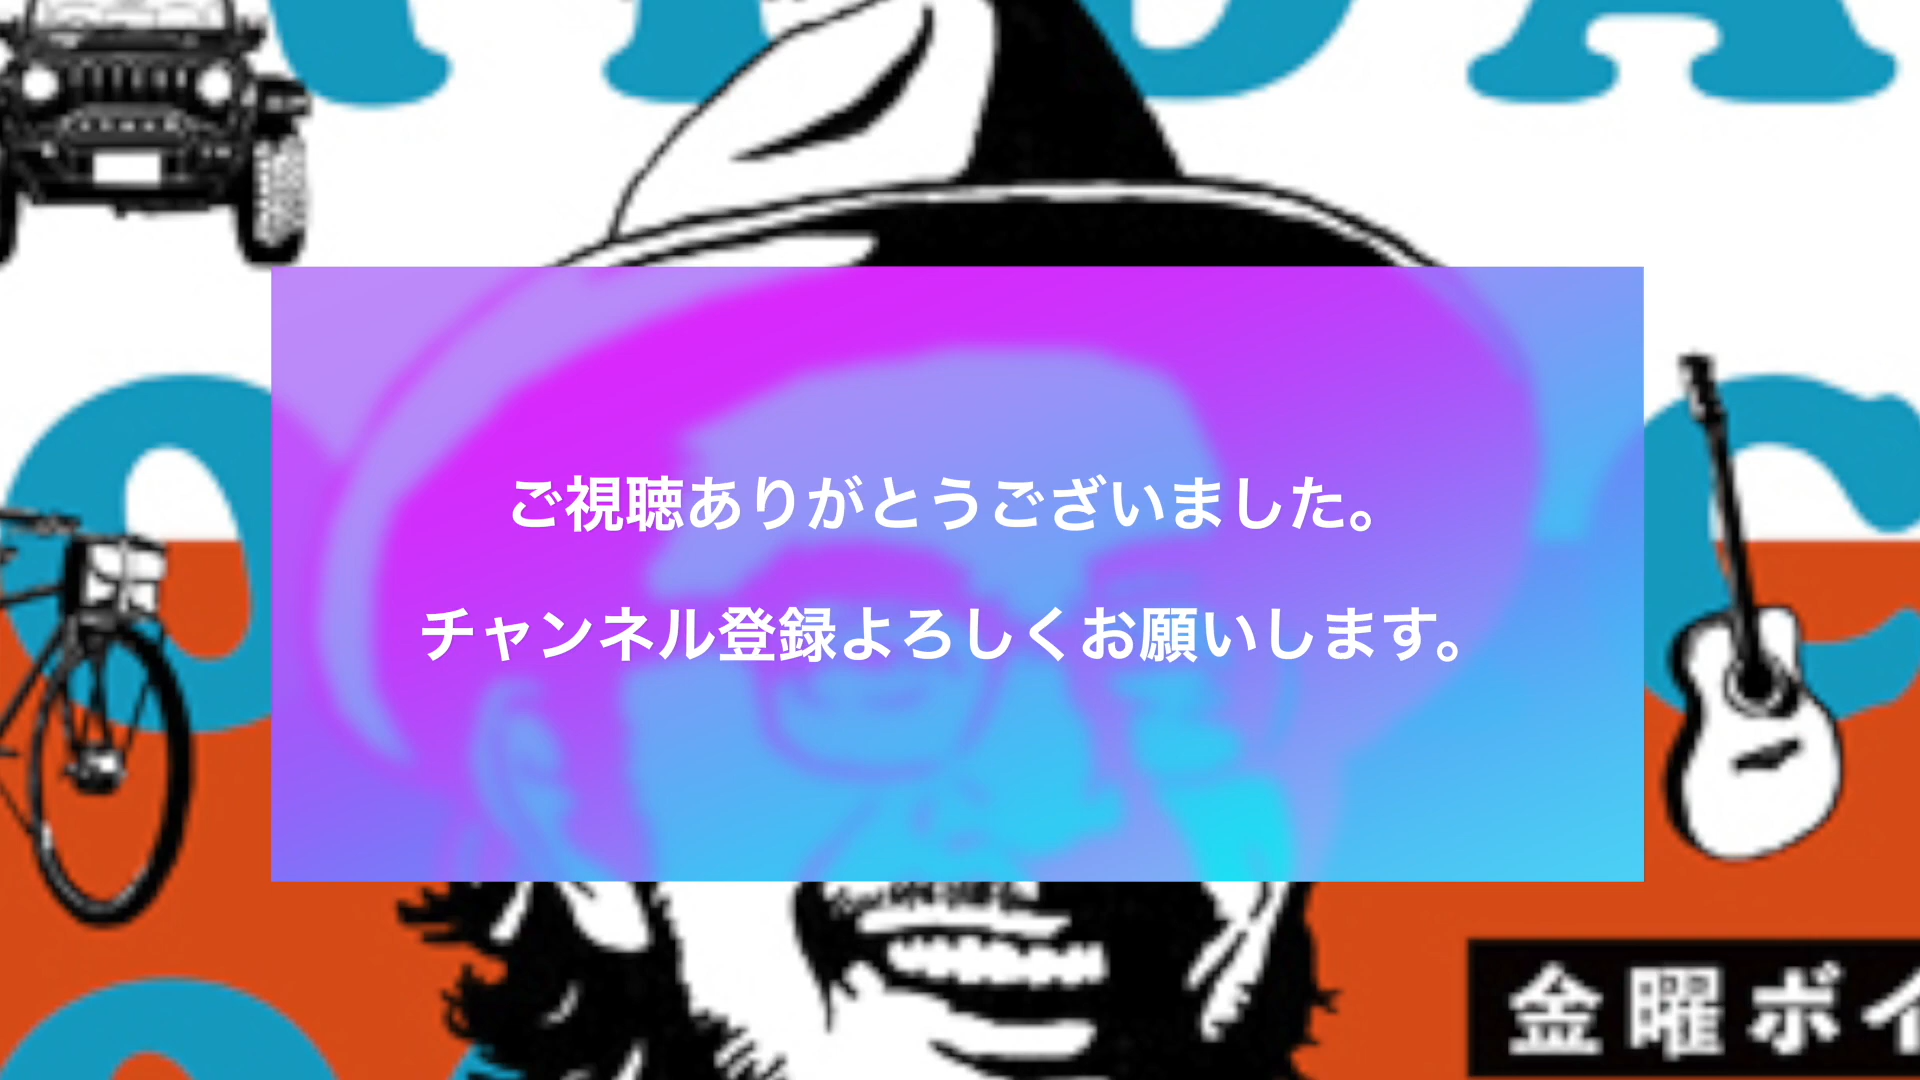 ご視聴ありがとうございました。
チャンネル登録よろしくお願いします。
金曜ボイ